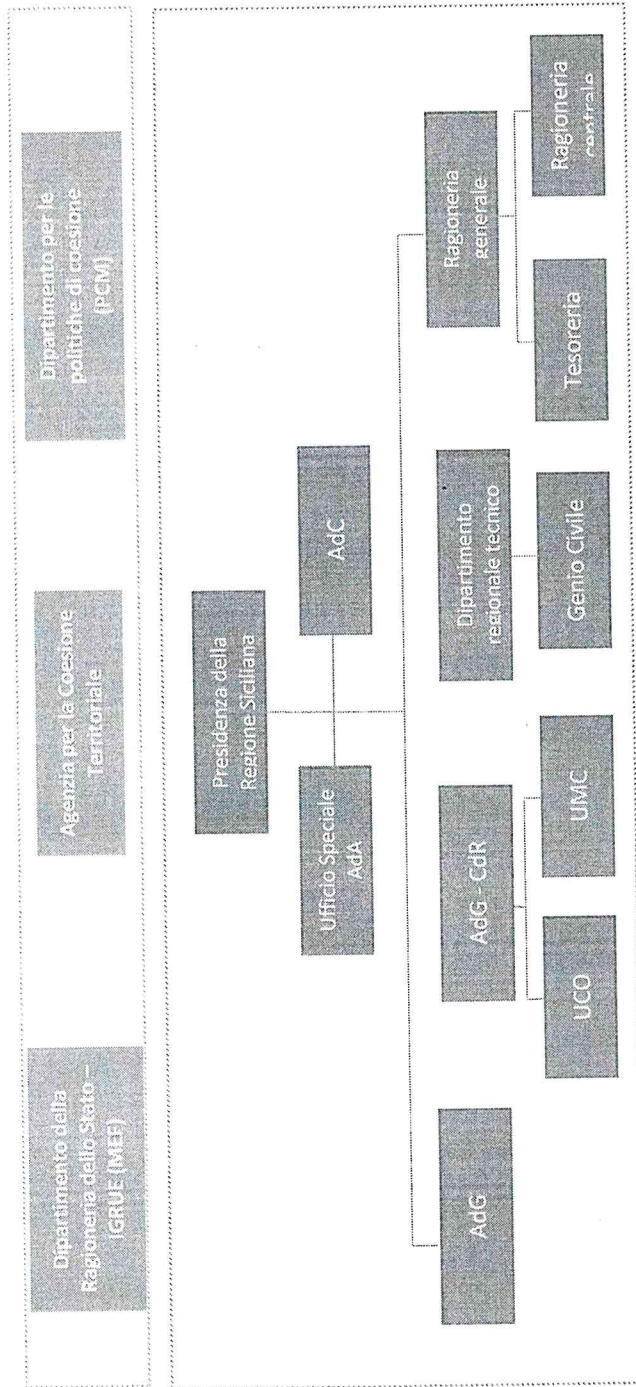 Dipartimento della
Ragioneria dello Stato –
IGRUE (MEF)
Agenzia per la Coesione
Territoriale
Dipartimento per le
politiche di coesione
(PCM)
Presidenza della
Regione Siciliana
Ufficio Speciale
AdA
AdC
AdG
AdG - CdR
UCO
UMC
Dipartimento
regionale tecnico
Genio Civile
Ragioneria
generale
Tesoreria
Ragioneria
centrale